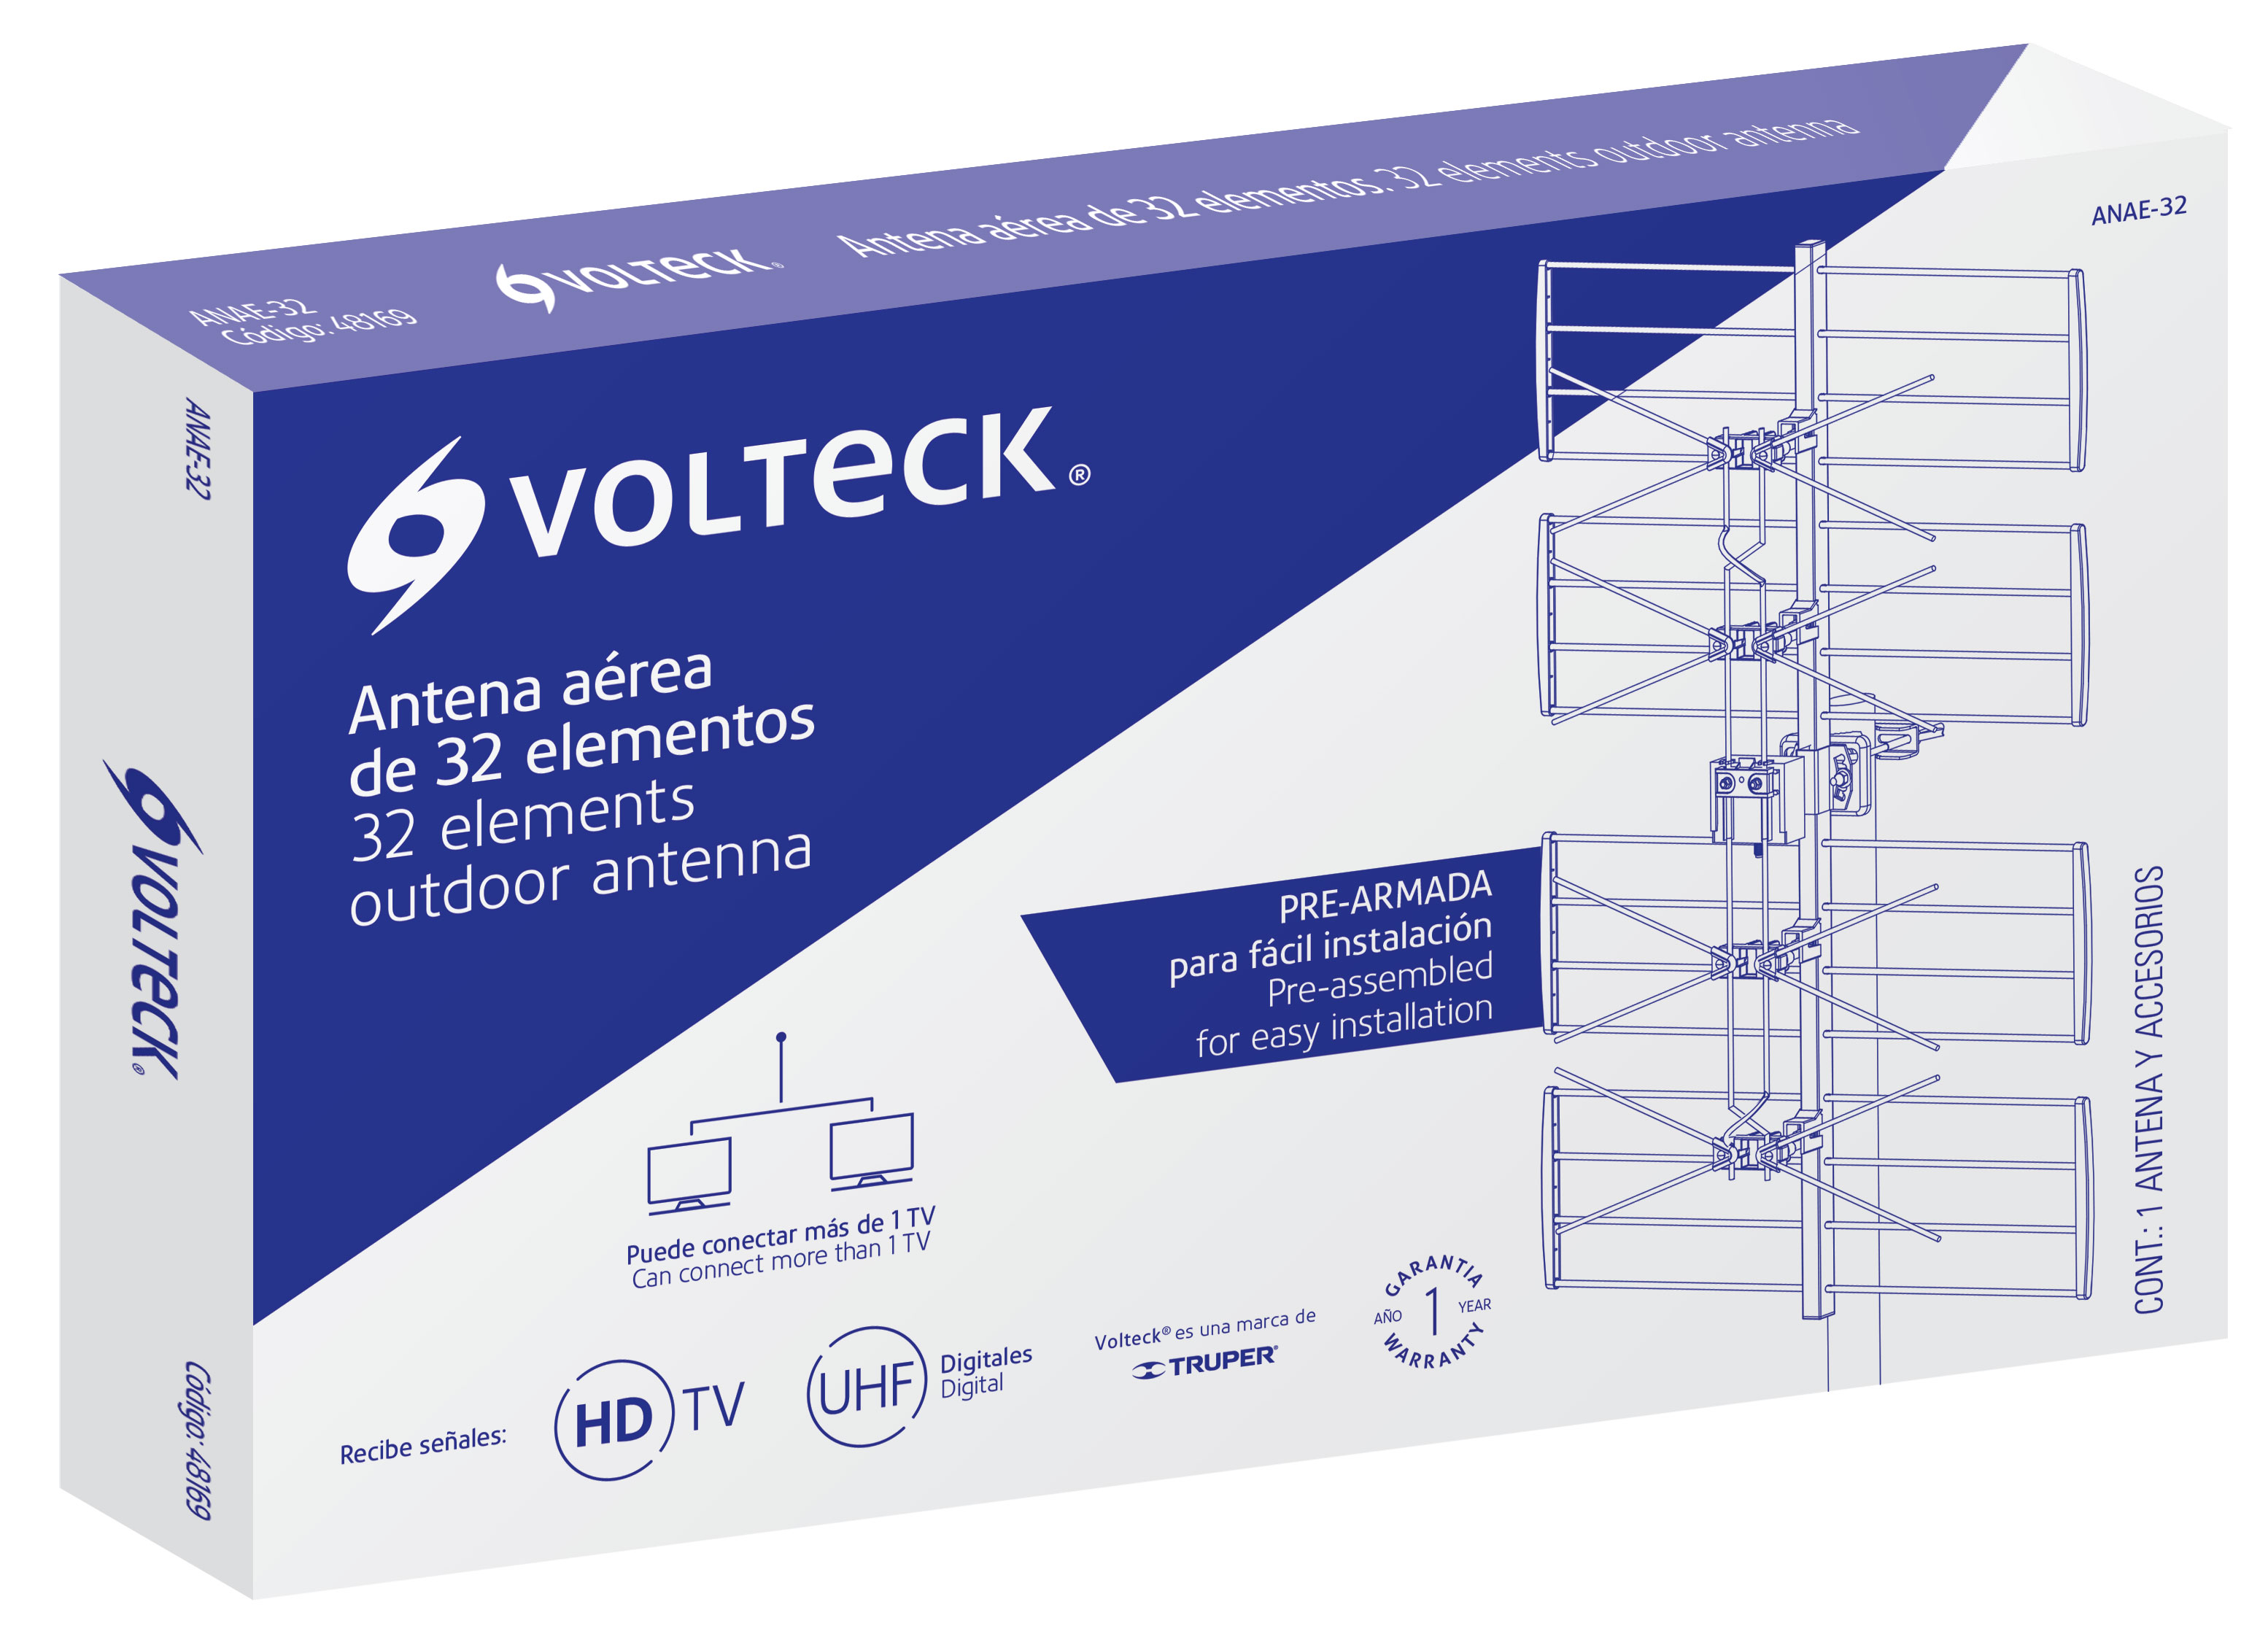 ANAE-32
Código: 48169
VOLTECK®
Antena aérea de 32 elementos. 32 elements outdoor antenna
ANAE-32
VOLTECK®
Código: 48169
ANAE-32
VOLTECK®
Antena aérea
de 32 elementos
32 elements
outdoor antenna
PRE-ARMADA
para fácil instalación
Pre-assembled
for easy installation
Puede conectar más de 1 TV
Can connect more than 1 TV
Recibe señales:
HD TV
UHF
Digitales
Digital
Volteck® es una marca de
TRUPER®
GARANTIA
AÑO 1 YEAR
WARRANTY
CONT.: 1 ANTENA Y ACCESORIOS